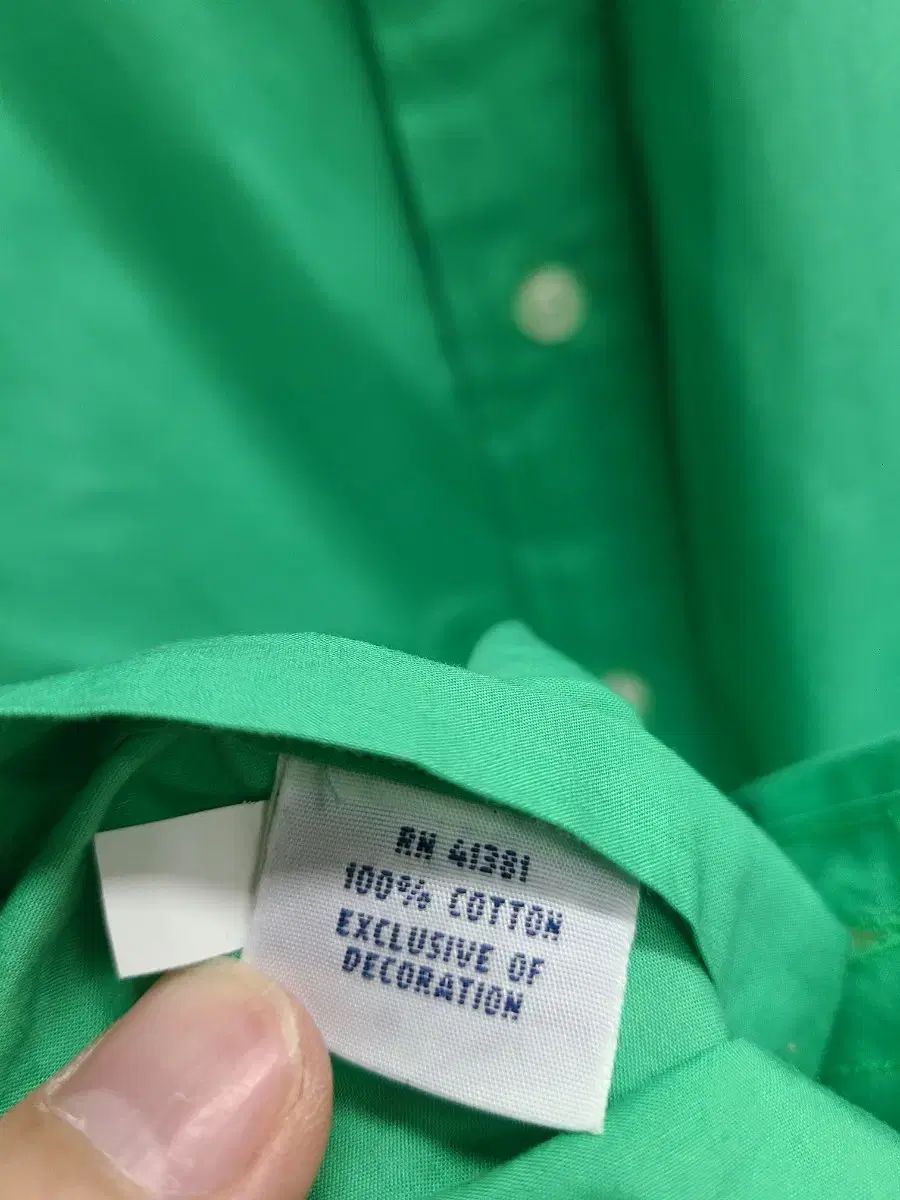 RN 41381
100% COTTON
EXCLUSIVE OF
DECORATION